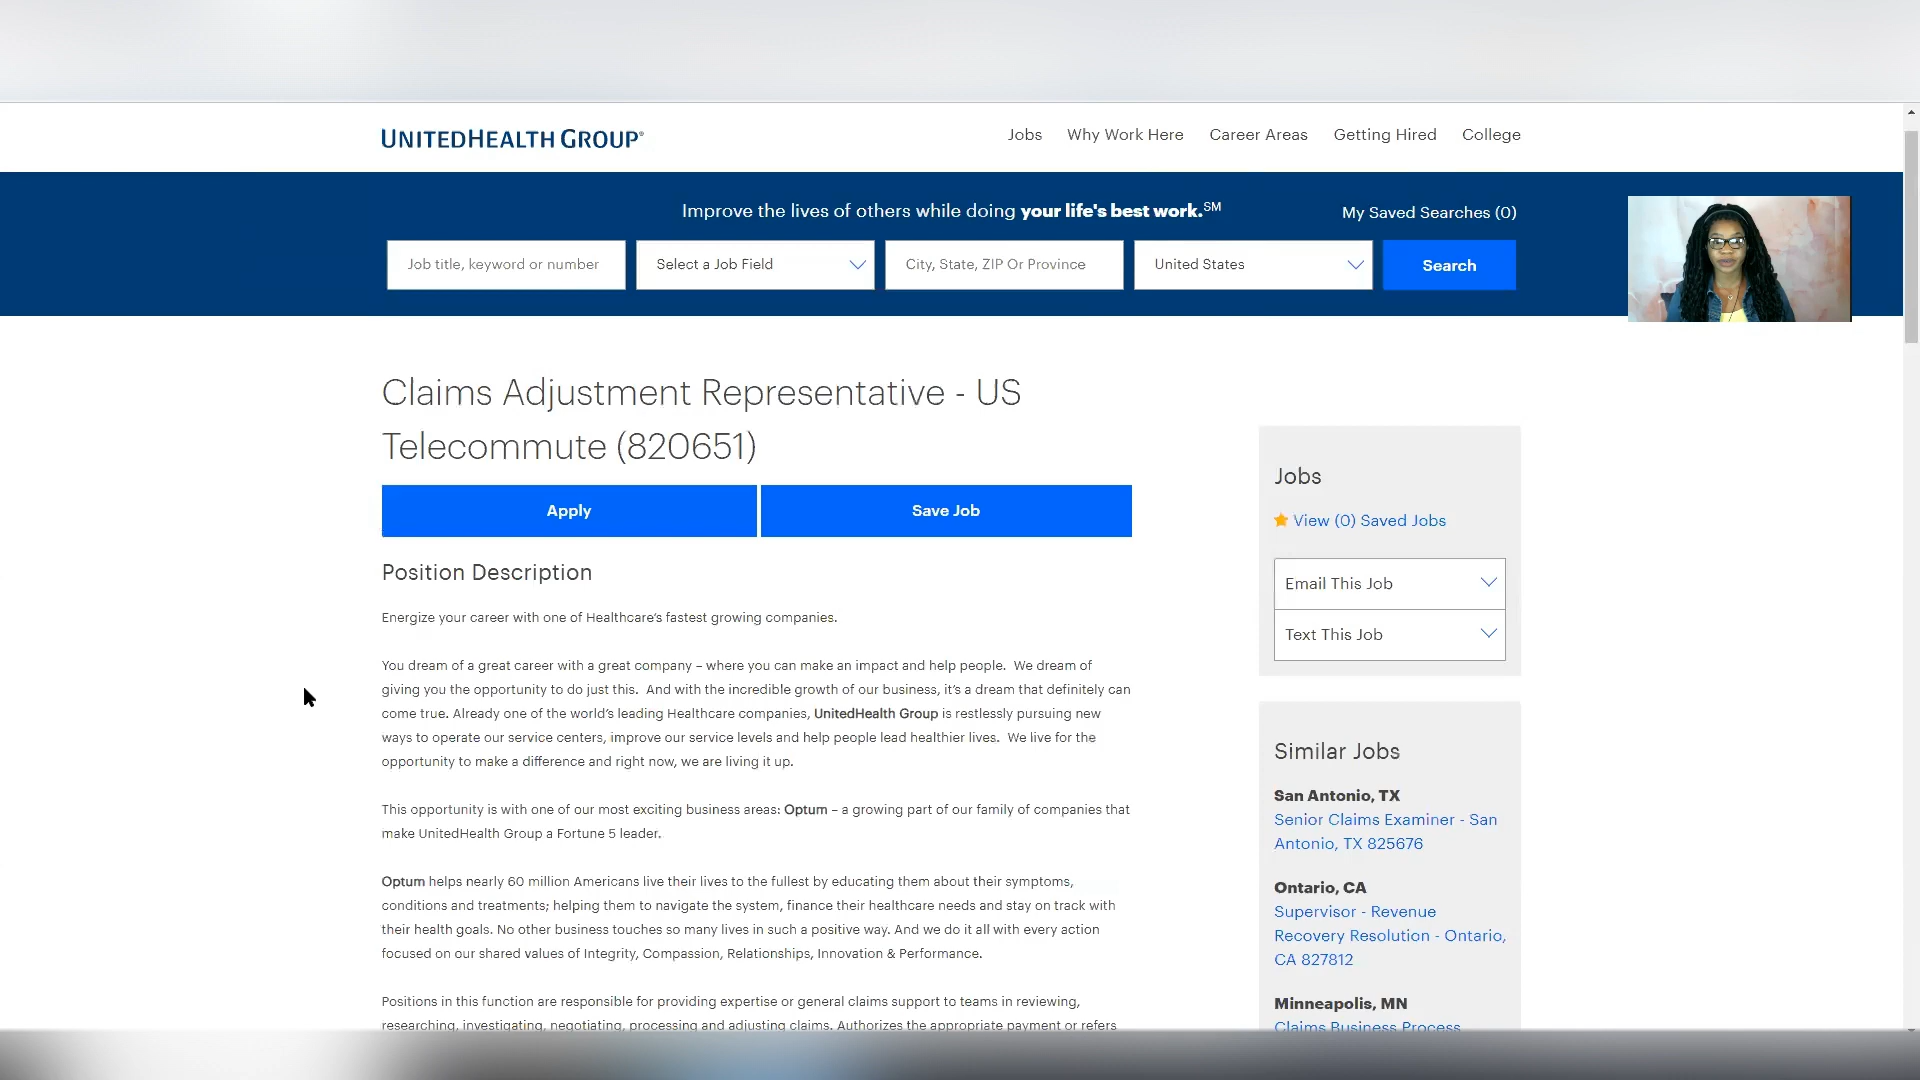 UNITEDHEALTH GROUP®
Jobs Why Work Here Career Areas Getting Hired College
Improve the lives of others while doing your life's best work.SM
My Saved Searches (0)
Job title, keyword or number
Select a Job Field
City, State, ZIP Or Province
United States
Search
Claims Adjustment Representative - US
Telecommute (820651)
Apply
Save Job
Position Description
Energize your career with one of Healthcare's fastest growing companies.
You dream of a great career with a great company – where you can make an impact and help people. We dream of
giving you the opportunity to do just this. And with the incredible growth of our business, it's a dream that definitely can
come true. Already one of the world's leading Healthcare companies, UnitedHealth Group is restlessly pursuing new
ways to operate our service centers, improve our service levels and help people lead healthier lives. We live for the
opportunity to make a difference and right now, we are living it up.
This opportunity is with one of our most exciting business areas: Optum – a growing part of our family of companies that
make UnitedHealth Group a Fortune 5 leader.
Optum helps nearly 60 million Americans live their lives to the fullest by educating them about their symptoms,
conditions and treatments; helping them to navigate the system, finance their healthcare needs and stay on track with
their health goals. No other business touches so many lives in such a positive way. And we do it all with every action
focused on our shared values of Integrity, Compassion, Relationships, Innovation & Performance.
Positions in this function are responsible for providing expertise or general claims support to teams in reviewing,
researching, investigating, negotiating, processing and adjusting claims. Authorizes the appropriate payment or refers
Jobs
View (0) Saved Jobs
Email This Job
Text This Job
Similar Jobs
San Antonio, TX
Senior Claims Examiner - San
Antonio, TX 825676
Ontario, CA
Supervisor - Revenue
Recovery Resolution - Ontario,
CA 827812
Minneapolis, MN
Claims Business Process